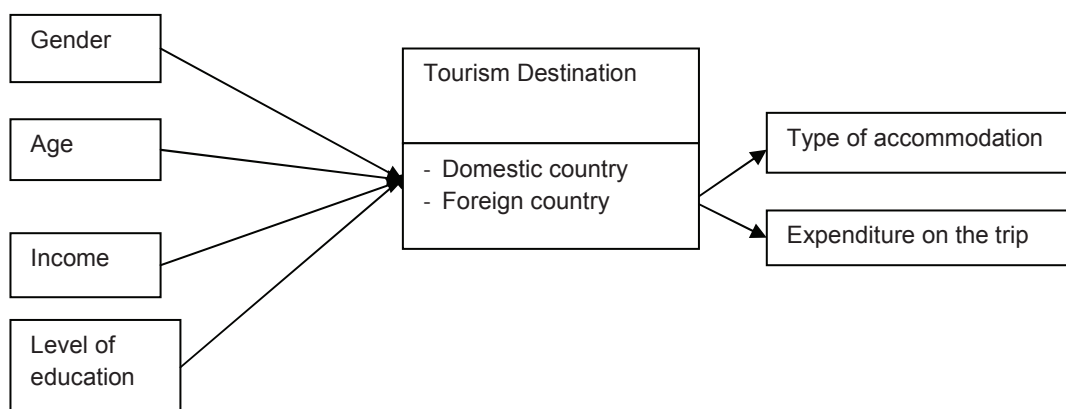 Gender
Age
Income
Level of
education
Tourism Destination
- Domestic country
- Foreign country
Type of accommodation
Expenditure on the trip